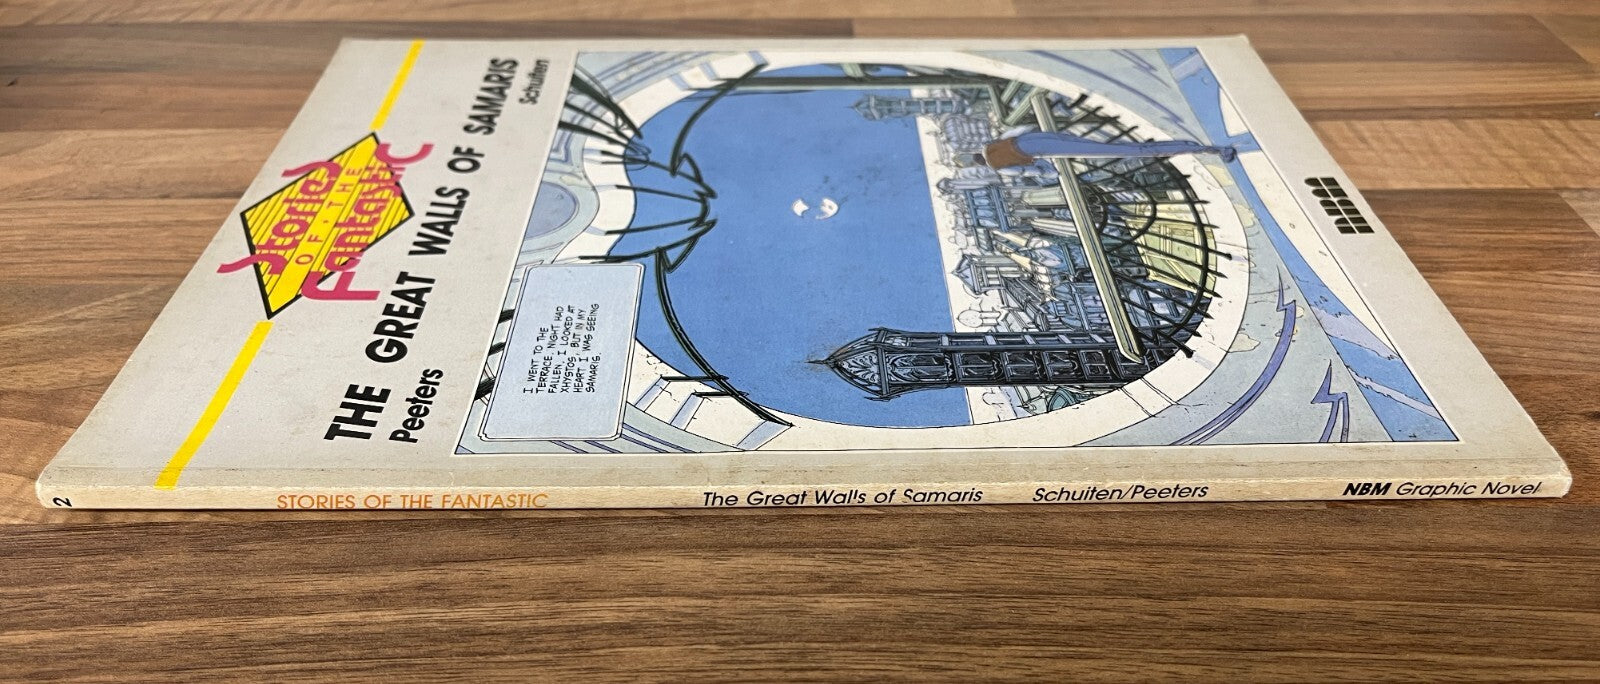 Stories
OF·THE
Fantastic
THE GREAT WALLS OF SAMARIS
Peeters Schuiten
I WENT TO THE
TERRACE. NIGHT HAD
FALLEN. I LOOKED AT
XHYSTOS, BUT IN MY
HEART I WAS SEEING
SAMARIS.
NBM
2 STORIES OF THE FANTASTIC The Great Walls of Samaris Schuiten/Peeters NBM Graphic Novel